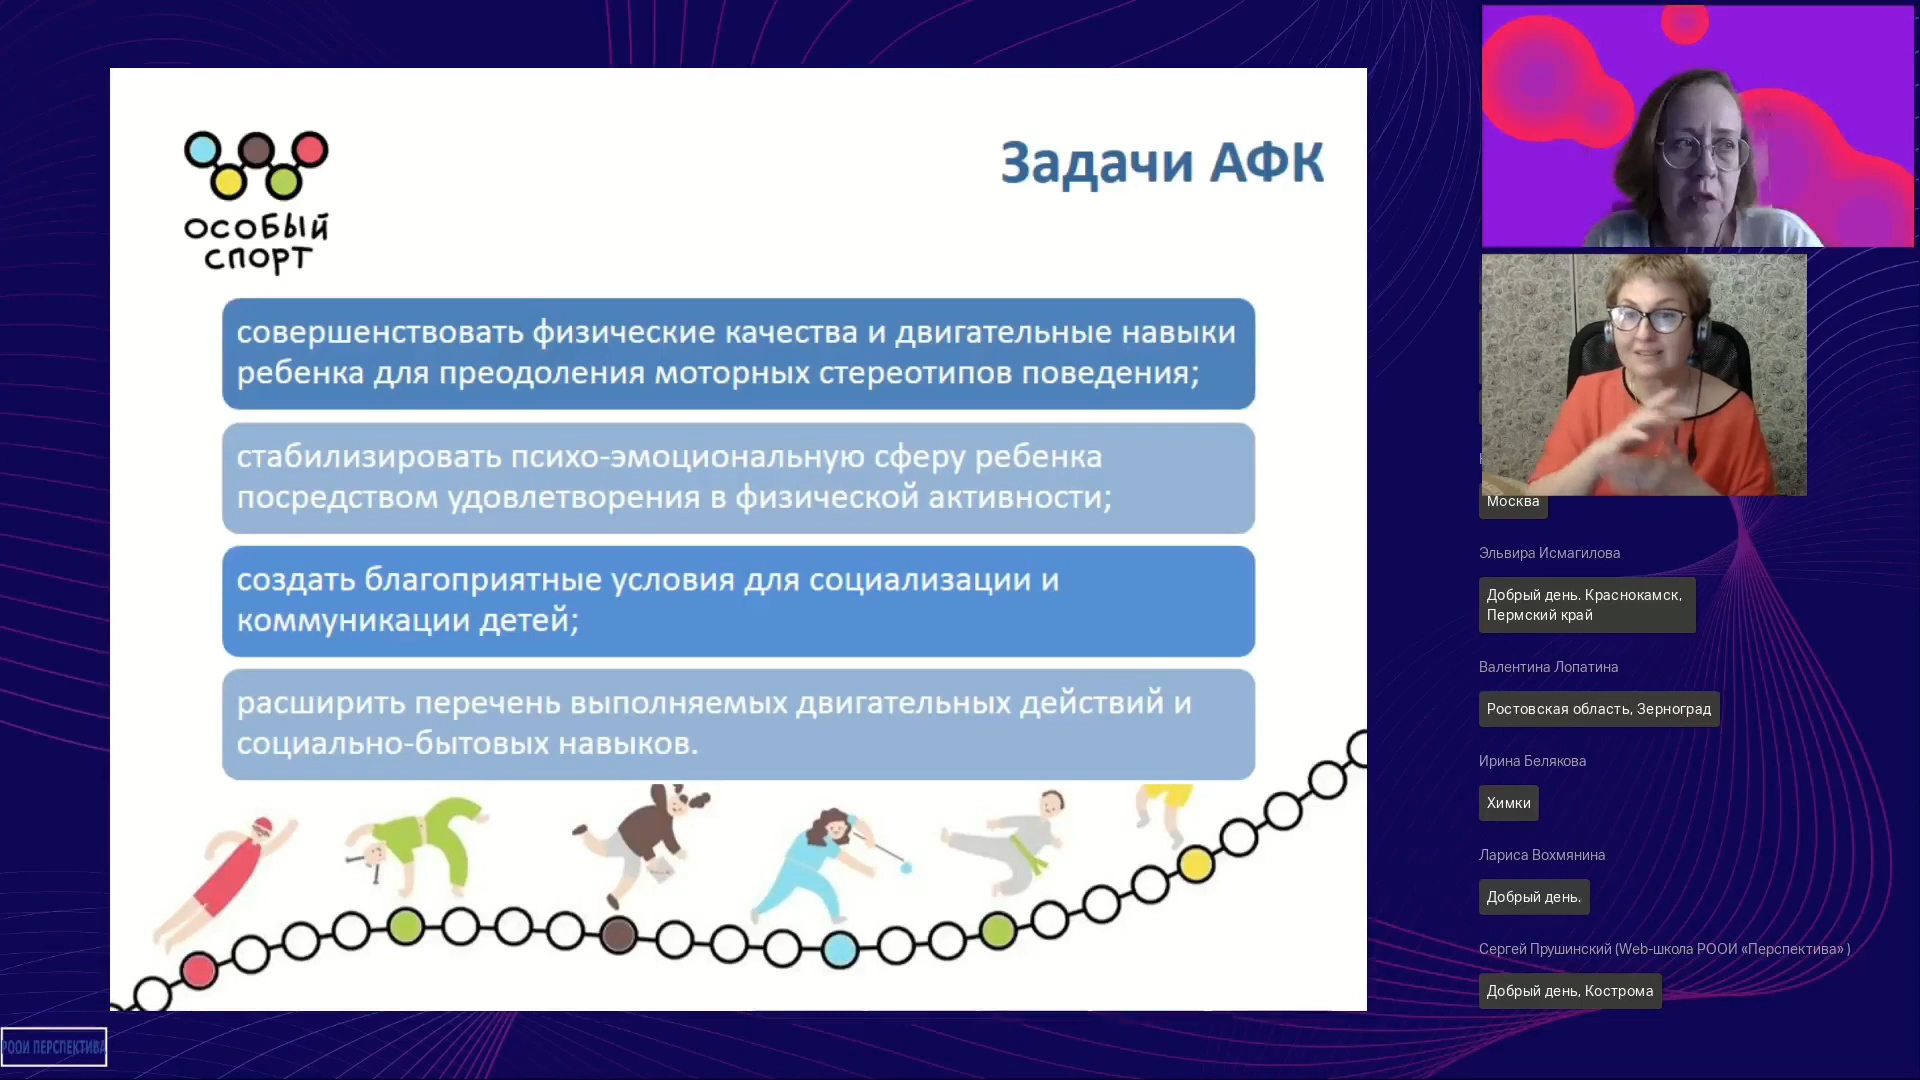 ОСОБЫЙ
СПОРТ
Задачи АФК
совершенствовать физические качества и двигательные навыки
ребенка для преодоления моторных стереотипов поведения;
стабилизировать психо-эмоциональную сферу ребенка
посредством удовлетворения в физической активности;
создать благоприятные условия для социализации и
коммуникации детей;
расширить перечень выполняемых двигательных действий и
социально-бытовых навыков.
РООИ ПЕРСПЕКТИВА
Москва
Эльвира Исмагилова
Добрый день. Краснокамск,
Пермский край
Валентина Лопатина
Ростовская область, Зерноград
Ирина Белякова
Химки
Лариса Вохмянина
Добрый день.
Сергей Прушинский (Web-школа РООИ «Перспектива» )
Добрый день, Кострома